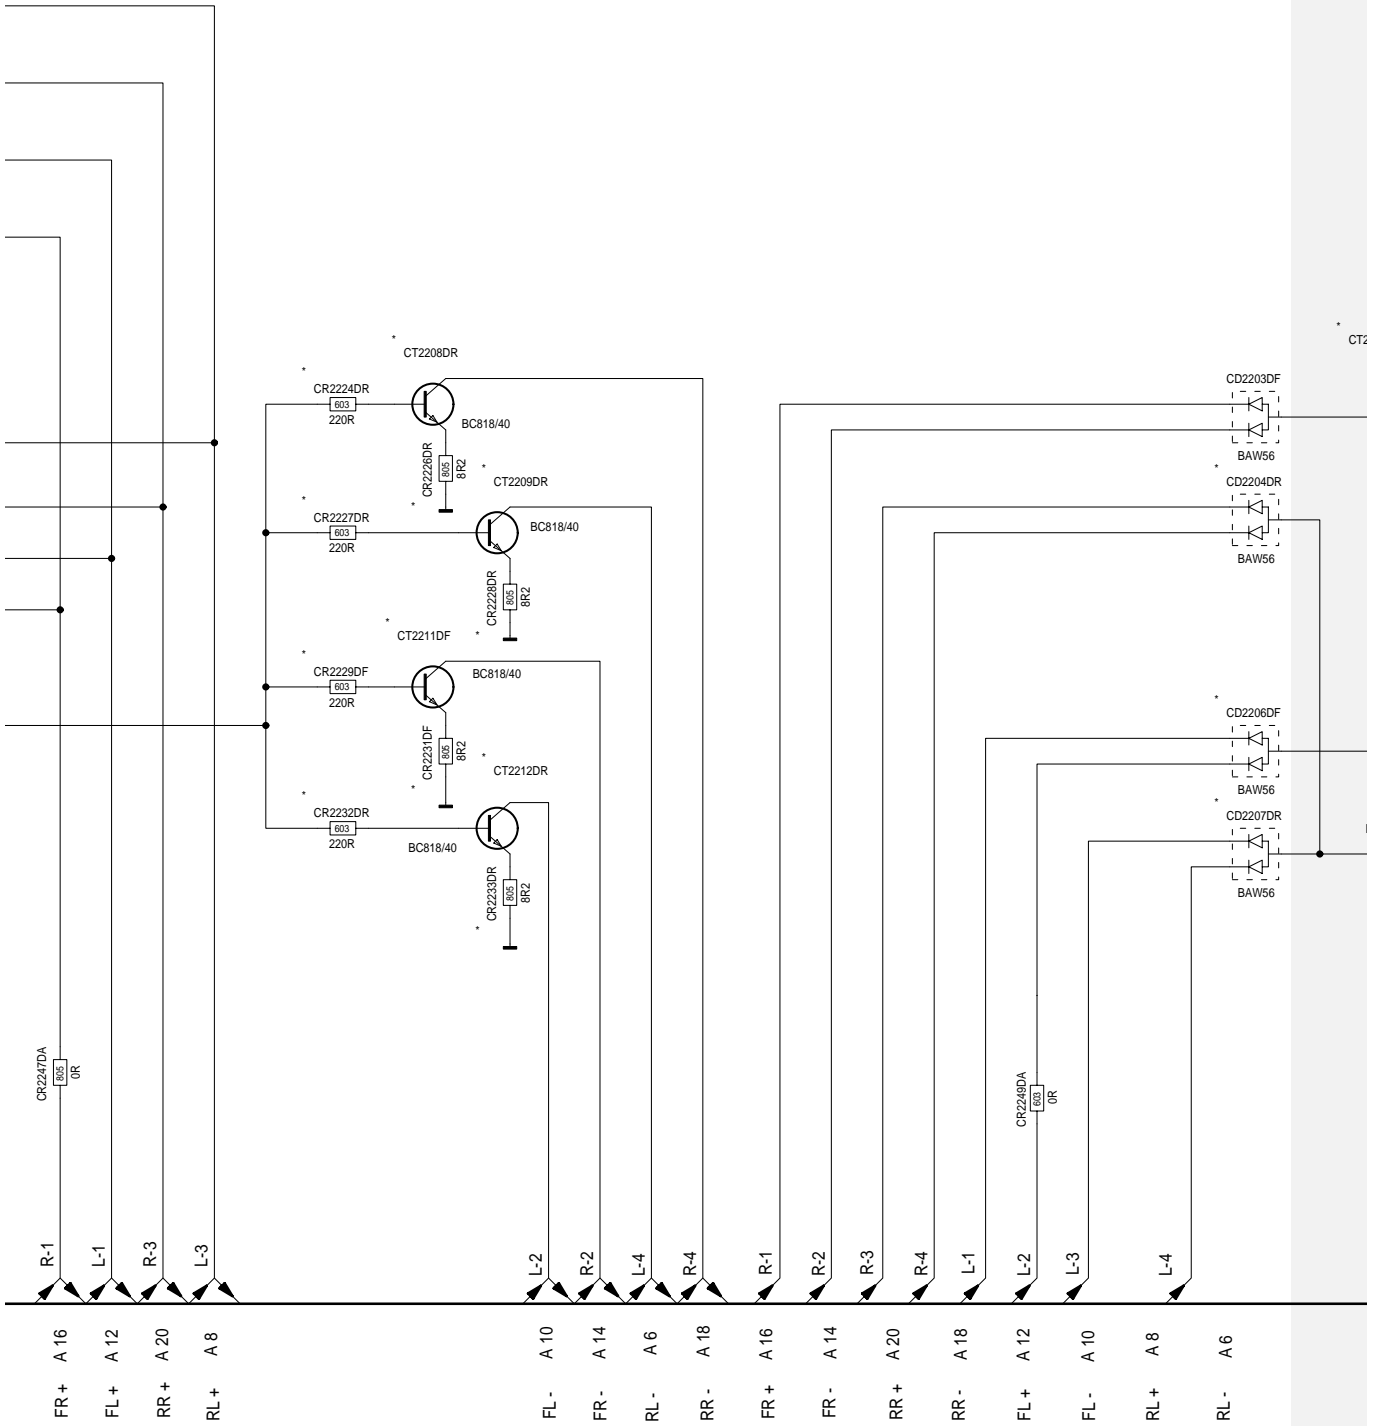 *
CT2
*
CT2208DR
*
CR2224DR
603
220R
BC818/40
CR2226DR
805
8R2
*
CT2209DR
*
CR2227DR
603
220R
*
BC818/40
CR2228DR
805
8R2
*
CT2211DF
*
*
CR2229DF
603
220R
BC818/40
CR2231DF
805
8R2
*
CT2212DR
*
CR2232DR
603
220R
*
BC818/40
CR2233DR
805
8R2
*
CD2203DF
BAW56
*
CD2204DR
BAW56
*
CD2206DF
BAW56
*
CD2207DR
BAW56
CR2247DA
805
0R
CR2249DA
603
0R
R-1
L-1
R-3
L-3
L-2
R-2
L-4
R-4
R-1
R-2
R-3
R-4
L-1
L-2
L-3
L-4
A 16
A 12
A 20
A 8
A 10
A 14
A 6
A 18
A 16
A 14
A 20
A 18
A 12
A 10
A 8
A 6
FR +
FL +
RR +
RL +
FL -
FR -
RL -
RR -
FR +
FR -
RR +
RR -
FL +
FL -
RL +
RL -